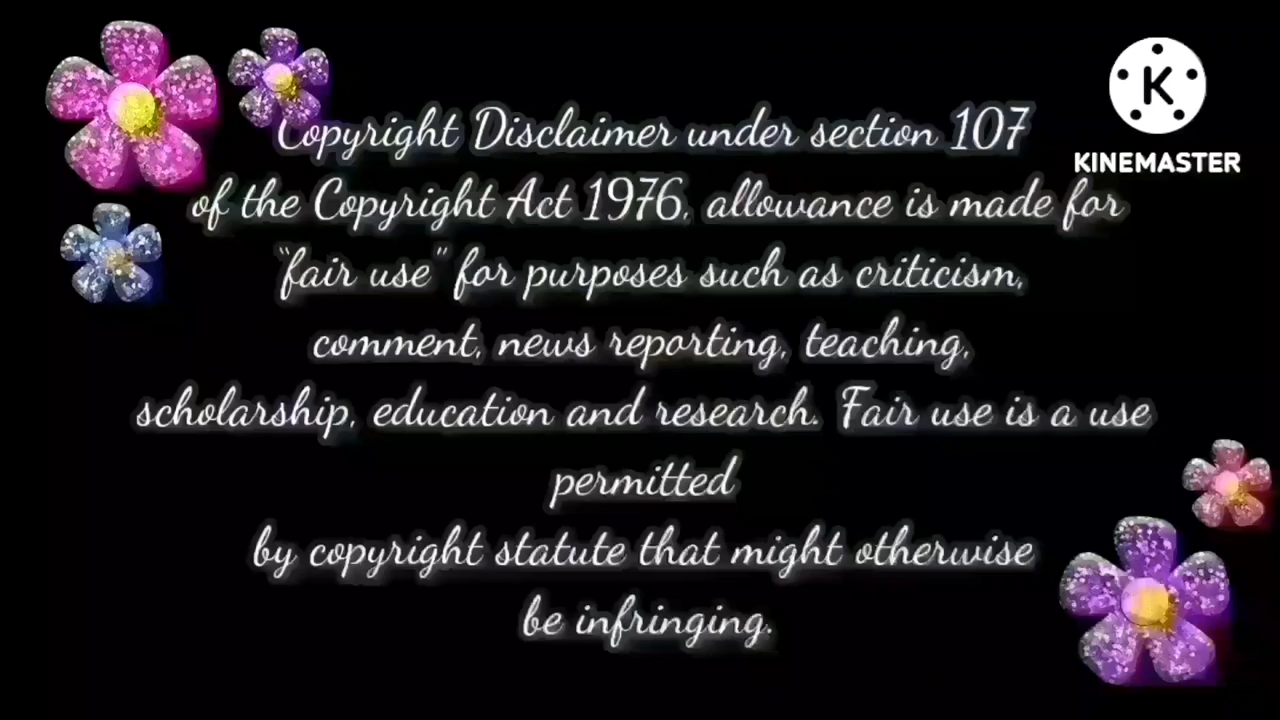 Copyright Disclaimer under section 107
of the Copyright Act 1976, allowance is made for
"fair use" for purposes such as criticism,
comment, news reporting, teaching,
scholarship, education and research. Fair use is a use
permitted
by copyright statute that might otherwise
be infringing.
K
KINEMASTER